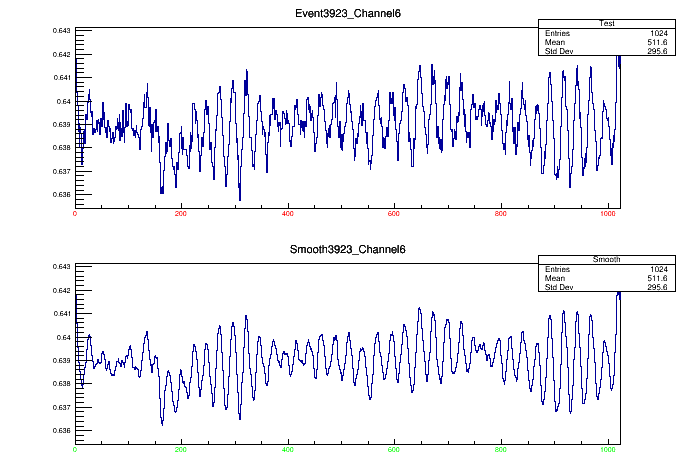 Event3923_Channel6
Test
Entries 1024
Mean 511.6
Std Dev 295.6
0.643
0.642
0.641
0.64
0.639
0.638
0.637
0.636
0 200 400 600 800 1000
Smooth3923_Channel6
Smooth
Entries 1024
Mean 511.6
Std Dev 295.6
0.643
0.642
0.641
0.64
0.639
0.638
0.637
0.636
0 200 400 600 800 1000